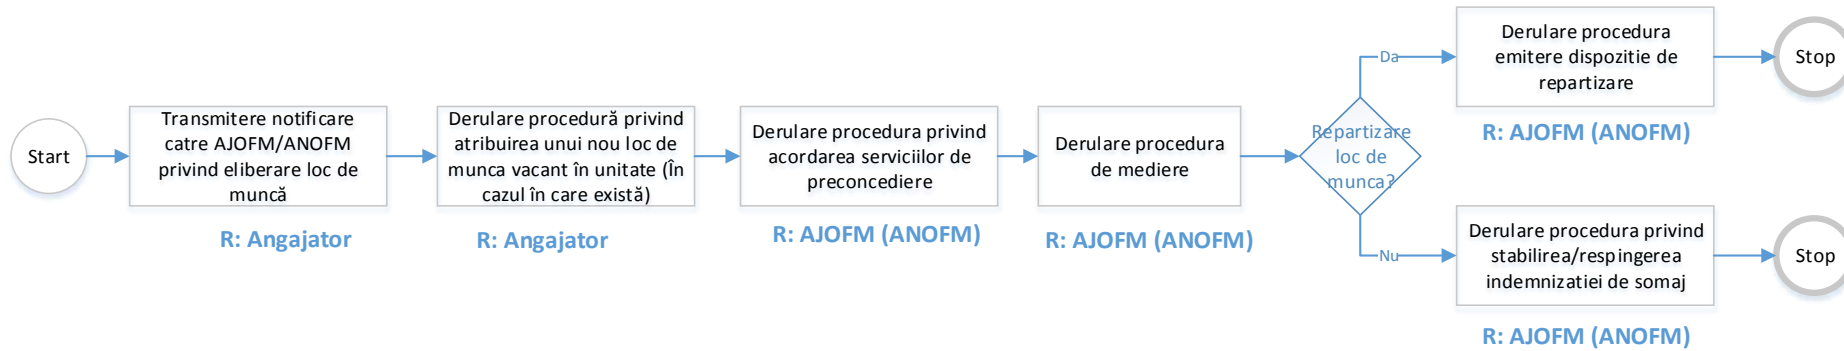 Start
Transmitere notificare
catre AJOFM/ANOFM
privind eliberare loc de
muncă
R: Angajator
Derulare procedură privind
atribuirea unui nou loc de
munca vacant în unitate (În
cazul în care există)
R: Angajator
Derulare procedura privind
acordarea serviciilor de
preconcediere
R: AJOFM (ANOFM)
Derulare procedura
de mediere
R: AJOFM (ANOFM)
Repartizare
loc de
munca?
Da
Derulare procedura
emitere dispozitie de
repartizare
R: AJOFM (ANOFM)
Stop
Nu
Derulare procedura privind
stabilirea/respingerea
indemnizatiei de somaj
R: AJOFM (ANOFM)
Stop